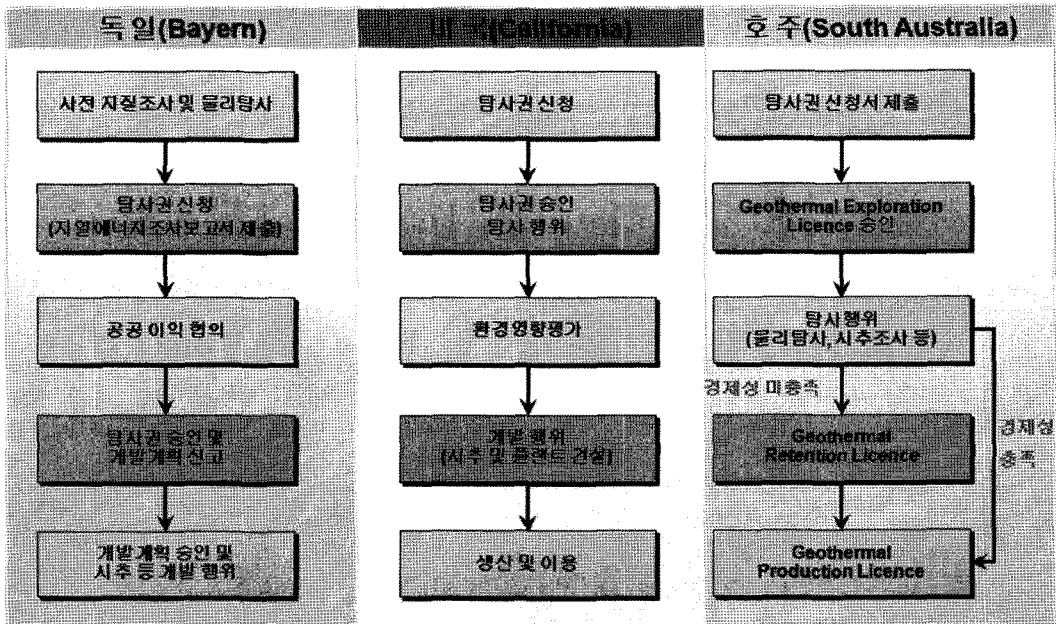 독 일(Bayern)
사전 지질조사 및 물리탐사
탐사권 신청
(지열에너지조사보고서 제출)
공공 이익 협의
탐사권 승인 및
개발계획 신고
개발 계획 승인 및
시추 등 개발 행위
미 국(California)
탐사권 신청
탐사권 승인
탐사 행위
환경영향평가
개발 행위
(시추 및 플랜트 건설)
생산 및 이용
호 주(South Australia)
탐사권 신청서 제출
Geothermal Exploration
Licence 승인
탐사행위
(물리탐사, 시추조사 등)
경제성 미충족
경제성
충족
Geothermal
Retention Licence
Geothermal
Production Licence